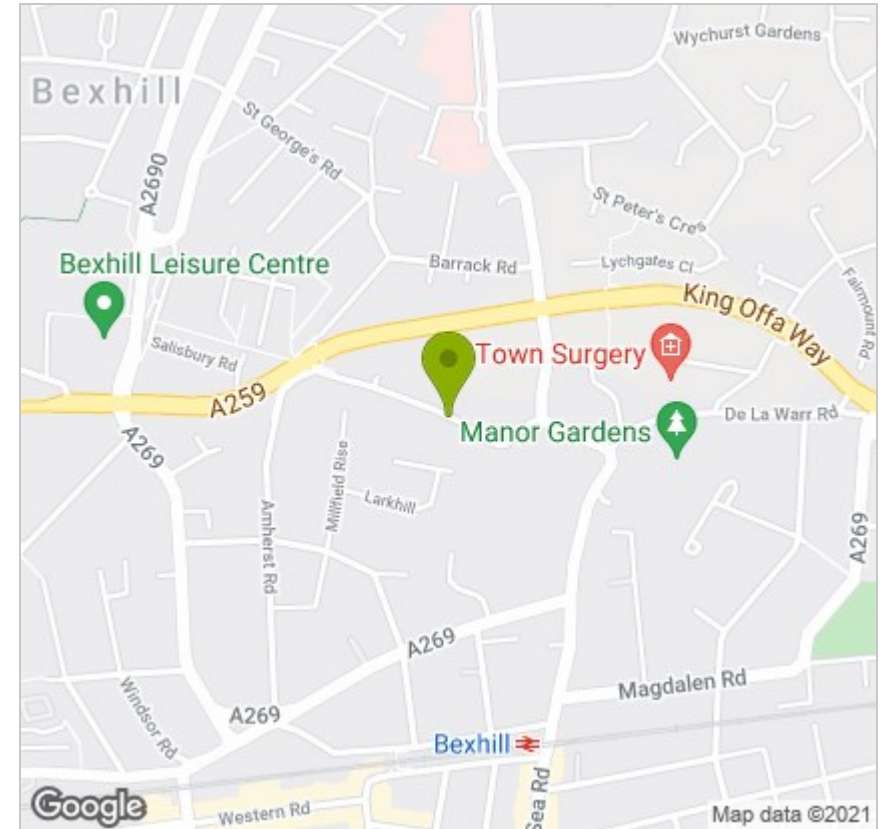 Wychurst Gardens
Bexhill
St George's Rd
A2690
St Peter's Cres
Barrack Rd
Lychgates Cl
Bexhill Leisure Centre
Fairmount Rd
King Offa Way
Salisbury Rd
Town Surgery
A259
De La Warr Rd
Manor Gardens
A269
Millfield Rise
Larkhill
Amherst Rd
A269
A269
Magdalen Rd
Windsor Rd
A269
Bexhill
Sea Rd
Western Rd
Google
Map data ©2021